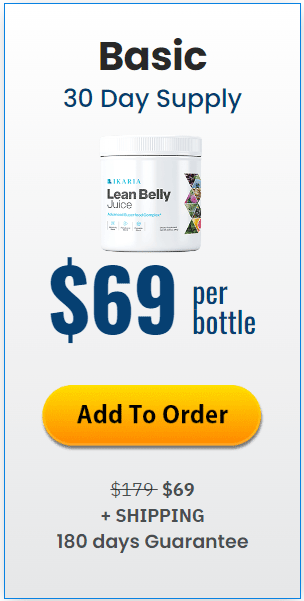 Basic
30 Day Supply
IKARIA
Lean Belly
Juice
$69 per
bottle
Add To Order
$179 $69
+ SHIPPING
180 days Guarantee